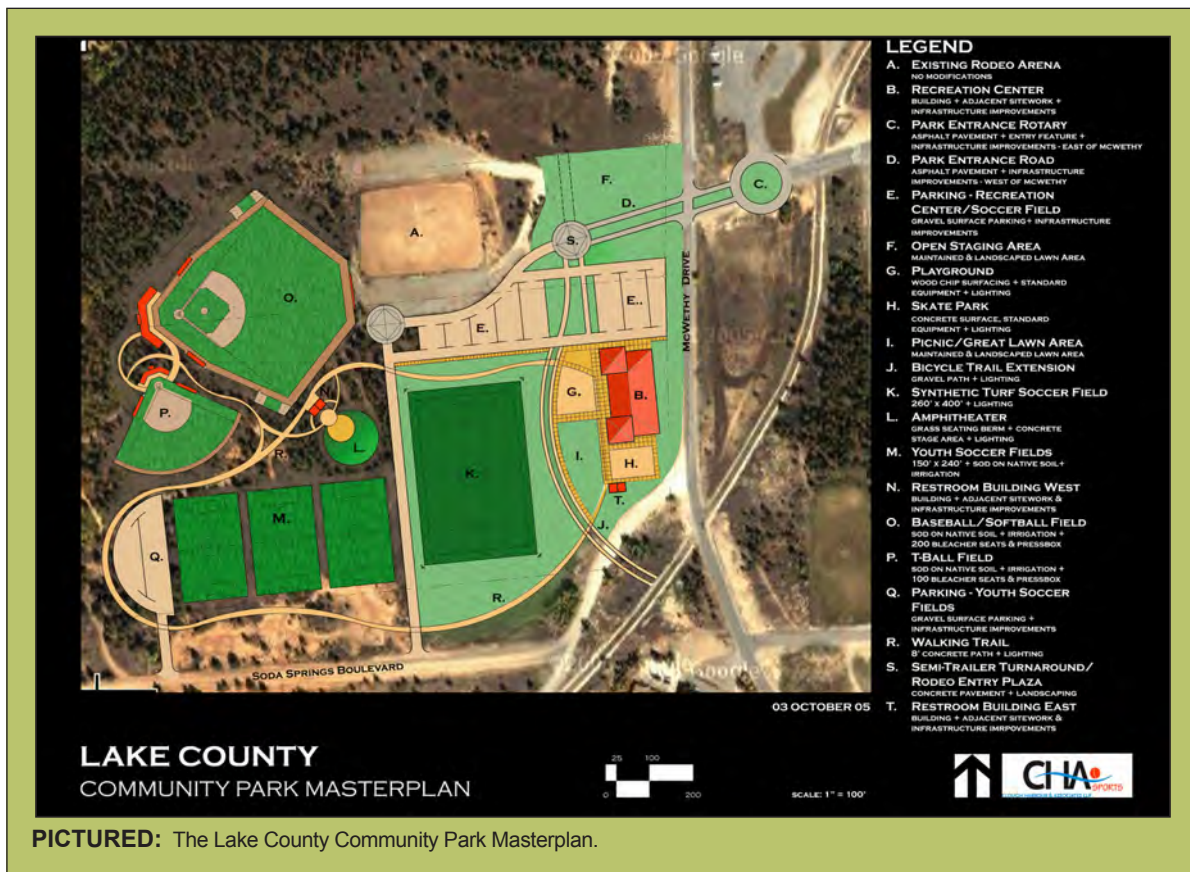 LEGEND
A. EXISTING RODEO ARENA
NO MODIFICATIONS
B. RECREATION CENTER
BUILDING + ADJACENT SITEWORK +
INFRASTRUCTURE IMPROVEMENTS
C. PARK ENTRANCE ROTARY
ASPHALT PAVEMENT + ENTRY FEATURE +
INFRASTRUCTURE IMPROVEMENTS - EAST OF MCWETHY
D. PARK ENTRANCE ROAD
ASPHALT PAVEMENT + INFRASTRUCTURE
IMPROVEMENTS - WEST OF MCWETHY
E. PARKING - RECREATION
CENTER/SOCCER FIELD
GRAVEL SURFACE PARKING+ INFRASTRUCTURE
IMPROVEMENTS
F. OPEN STAGING AREA
MAINTAINED & LANDSCAPED LAWN AREA
G. PLAYGROUND
WOOD CHIP SURFACING + STANDARD
EQUIPMENT + LIGHTING
H. SKATE PARK
CONCRETE SURFACE, STANDARD
EQUIPMENT + LIGHTING
I. PICNIC/GREAT LAWN AREA
MAINTAINED & LANDSCAPED LAWN AREA
J. BICYCLE TRAIL EXTENSION
GRAVEL PATH + LIGHTING
K. SYNTHETIC TURF SOCCER FIELD
260' X 400' + LIGHTING
L. AMPHITHEATER
GRASS SEATING BERM + CONCRETE
STAGE AREA + LIGHTING
M. YOUTH SOCCER FIELDS
150' X 240' + SOD ON NATIVE SOIL+
IRRIGATION
N. RESTROOM BUILDING WEST
BUILDING + ADJACENT SITEWORK &
INFRASTRUCTURE IMPROVEMENTS
O. BASEBALL/SOFTBALL FIELD
SOD ON NATIVE SOIL + IRRIGATION +
200 BLEACHER SEATS & PRESSBOX
P. T-BALL FIELD
SOD ON NATIVE SOIL + IRRIGATION +
100 BLEACHER SEATS & PRESSBOX
Q. PARKING - YOUTH SOCCER
FIELDS
GRAVEL SURFACE PARKING +
INFRASTRUCTURE IMPROVEMENTS
R. WALKING TRAIL
8' CONCRETE PATH + LIGHTING
S. SEMI-TRAILER TURNAROUND/
RODEO ENTRY PLAZA
CONCRETE PAVEMENT + LANDSCAPING
T. RESTROOM BUILDING EAST
BUILDING + ADJACENT SITEWORK &
INFRASTRUCTURE IMRPOVEMENTS
Google
F.
C.
D.
A.
S.
O.
E.
E..
MCWETHY DRIVE
G.
B.
P.
L.
R.
K.
I.
H.
T.
M.
J.
Q.
R.
SODA SPRINGS BOULEVARD
Google
03 OCTOBER 05
LAKE COUNTY
COMMUNITY PARK MASTERPLAN
25 100
0 200
SCALE: 1" = 100'
CHA
SPORTS
CLOUGH HARBOUR & ASSOCIATES LLP
PICTURED: The Lake County Community Park Masterplan.